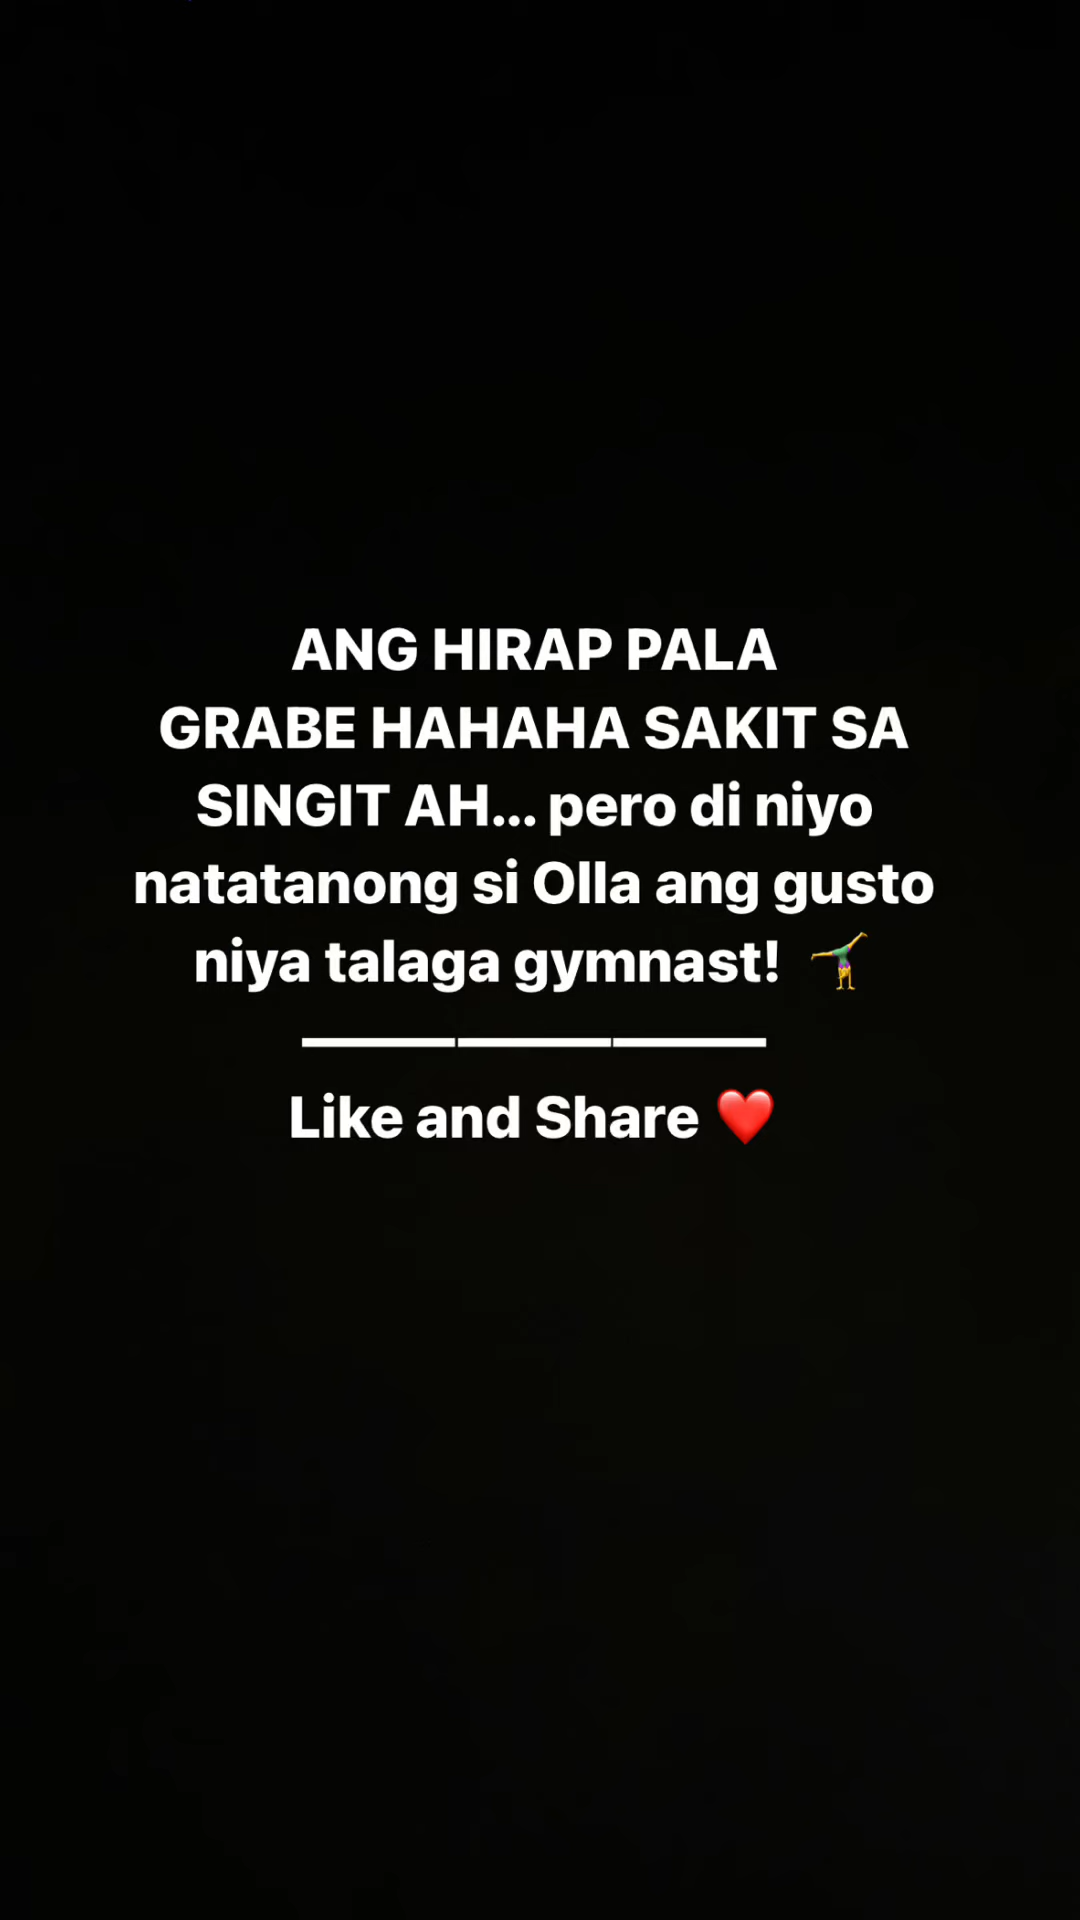 ANG HIRAP PALA
GRABE HAHAHA SAKIT SA
SINGIT AH... pero di niyo
natatanong si Olla ang gusto
niya talaga gymnast! 🤸
———
Like and Share ❤️